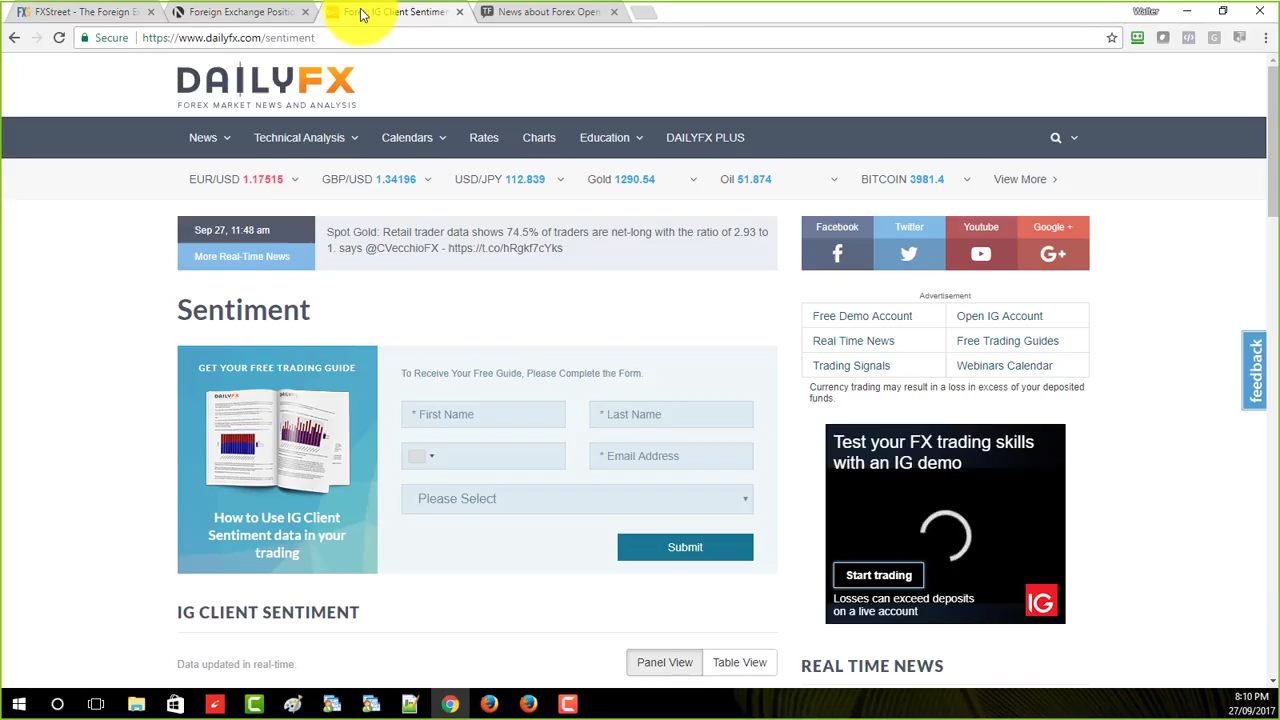 FXStreet - The Foreign Ex
Foreign Exchange Positio
Forex IG Client Sentimer
News about Forex Open
Walter
Secure
https://www.dailyfx.com/sentiment
DAILYFX
FOREX MARKET NEWS AND ANALYSIS
News
Technical Analysis
Calendars
Rates
Charts
Education
DAILYFX PLUS
EUR/USD 1.17515
GBP/USD 1.34196
USD/JPY 112.839
Gold 1290.54
Oil 51.874
BITCOIN 3981.4
View More
Sep 27, 11:48 am
More Real-Time News
Spot Gold: Retail trader data shows 74.5% of traders are net-long with the ratio of 2.93 to
1. says @CVecchioFX - https://t.co/hRgkf7cYks
Facebook
Twitter
Youtube
Google +
Sentiment
GET YOUR FREE TRADING GUIDE
DAILYFX
How to Use IG Client
Sentiment data in your
trading
To Receive Your Free Guide, Please Complete the Form.
* First Name
* Last Name
* Email Address
Please Select
Submit
Advertisement
Free Demo Account
Open IG Account
Real Time News
Free Trading Guides
Trading Signals
Webinars Calendar
Currency trading may result in a loss in excess of your deposited
funds.
feedback
Test your FX trading skills
with an IG demo
Start trading
Losses can exceed deposits
on a live account
IG
IG CLIENT SENTIMENT
Data updated in real-time.
Panel View
Table View
REAL TIME NEWS
8:10 PM
27/09/2017